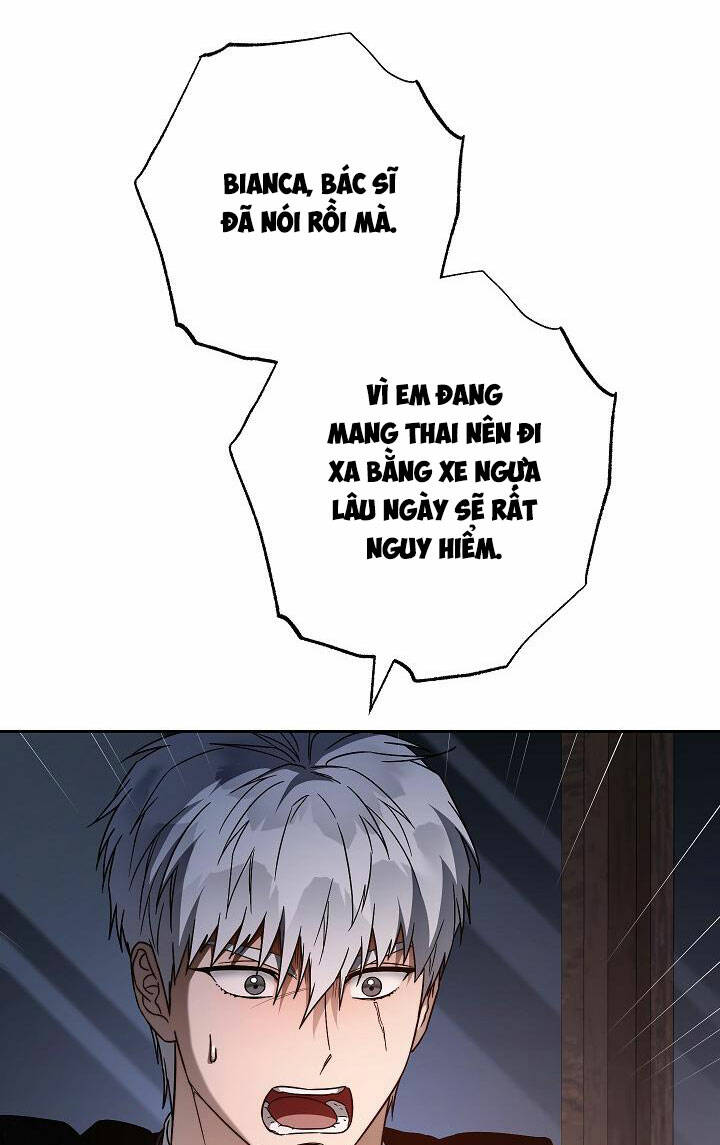 BIANCA, BÁC SĨ
ĐÃ NÓI RỒI MÀ.
VÌ EM ĐANG
MANG THAI NÊN ĐI
XA BẰNG XE NGỰA
LÂU NGÀY SẼ RẤT
NGUY HIỂM.